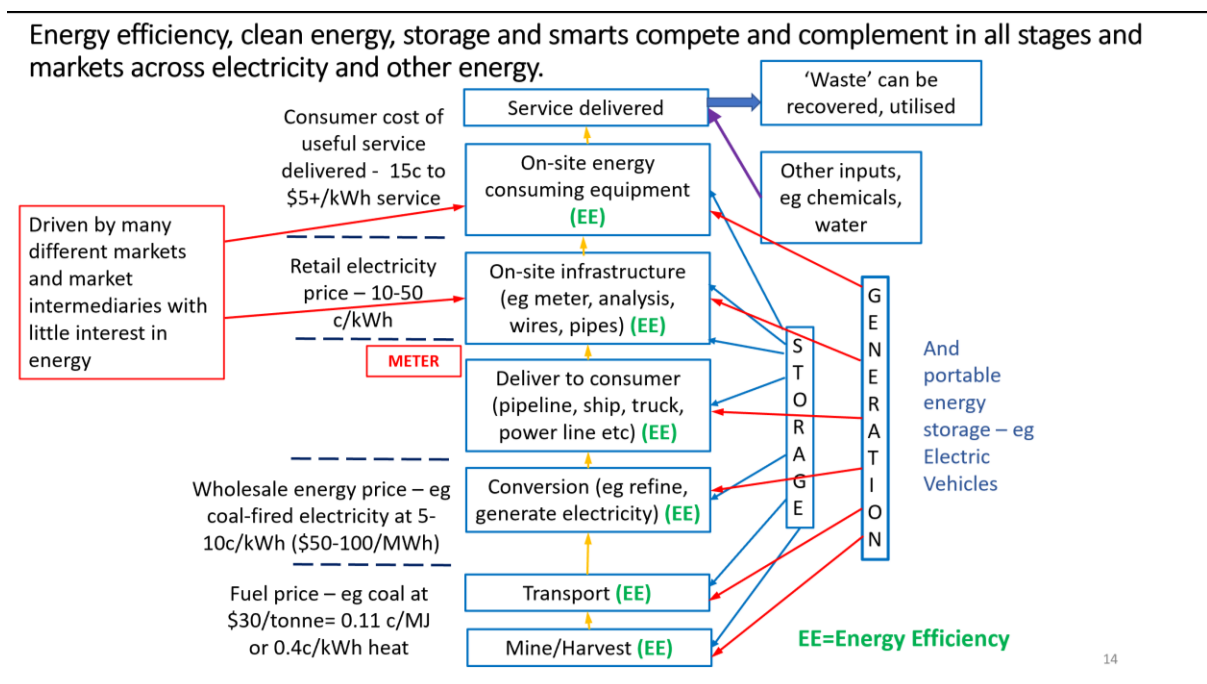 Energy efficiency, clean energy, storage and smarts compete and complement in all stages and
markets across electricity and other energy.
Service delivered
'Waste' can be
recovered, utilised
Consumer cost of
useful service
delivered - 15c to
$5+/kWh service
On-site energy
consuming equipment
(EE)
Other inputs,
eg chemicals,
water
Driven by many
different markets
and market
intermediaries with
little interest in
energy
Retail electricity
price – 10-50
c/kWh
On-site infrastructure
(eg meter, analysis,
wires, pipes) (EE)
METER
Deliver to consumer
(pipeline, ship, truck,
power line etc) (EE)
S
T
O
R
A
G
E
G
E
N
E
R
A
T
I
O
N
And
portable
energy
storage – eg
Electric
Vehicles
Wholesale energy price – eg
coal-fired electricity at 5-
10c/kWh ($50-100/MWh)
Conversion (eg refine,
generate electricity) (EE)
Fuel price – eg coal at
$30/tonne= 0.11 c/MJ
or 0.4c/kWh heat
Transport (EE)
Mine/Harvest (EE)
EE=Energy Efficiency
14